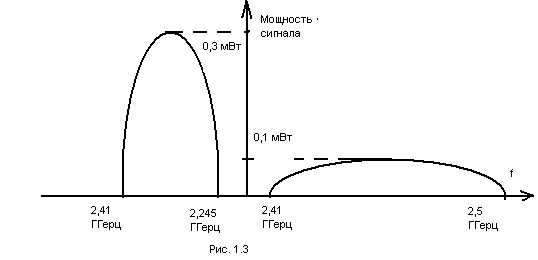 Мощность
сигнала
0,3 мВт
0,1 мВт
f
2,41
ГГерц
2,245
ГГерц
2,41
ГГерц
2,5
ГГерц
Рис. 1.3